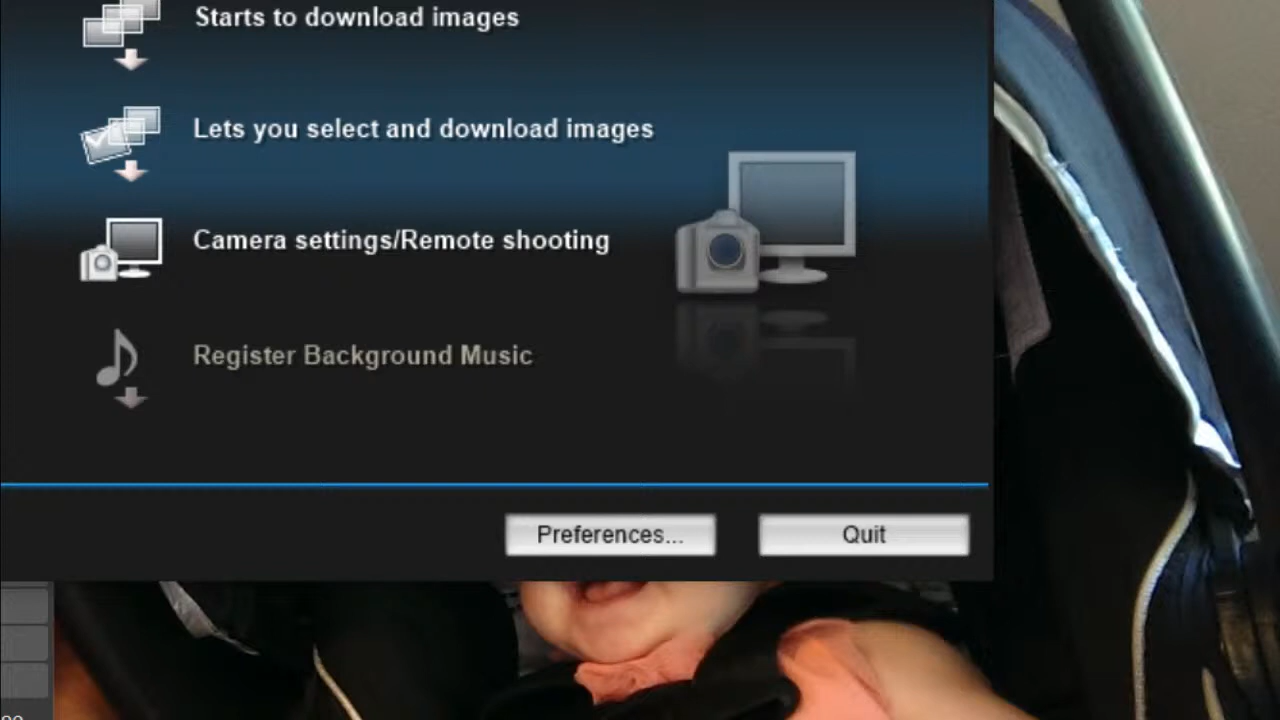 Starts to download images
Lets you select and download images
Camera settings/Remote shooting
Register Background Music
Preferences...
Quit